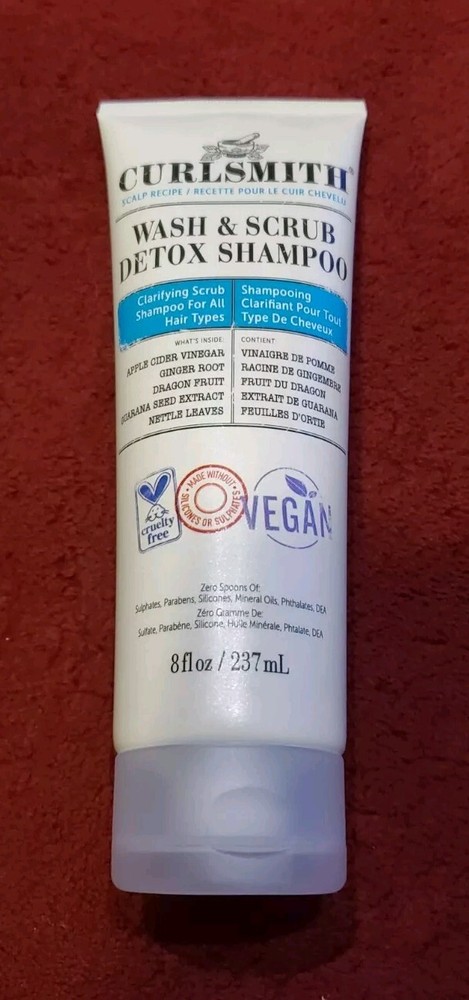 CURLSMITH®
SCALP RECIPE / RECETTE POUR LE CUIR CHEVELU
WASH & SCRUB
DETOX SHAMPOO
Clarifying Scrub
Shampoo For All
Hair Types
Shampooing
Clarifiant Pour Tout
Type De Cheveux
WHAT'S INSIDE:
APPLE CIDER VINEGAR
GINGER ROOT
DRAGON FRUIT
GUARANA SEED EXTRACT
NETTLE LEAVES
CONTIENT
VINAIGRE DE POMME
RACINE DE GINGEMBRE
FRUIT DU DRAGON
EXTRAIT DE GUARANA
FEUILLES D'ORTIE
cruelty
free
MADE WITHOUT
SILICONES OR SULPHATES
VEGAN
Zero Spoons Of:
Sulphates, Parabens, Silicones, Mineral Oils, Phthalates, DEA
Zéro Gramme De:
Sulfate, Parabène, Silicone, Huile Minérale, Phtalate, DEA
8 fl oz / 237 mL